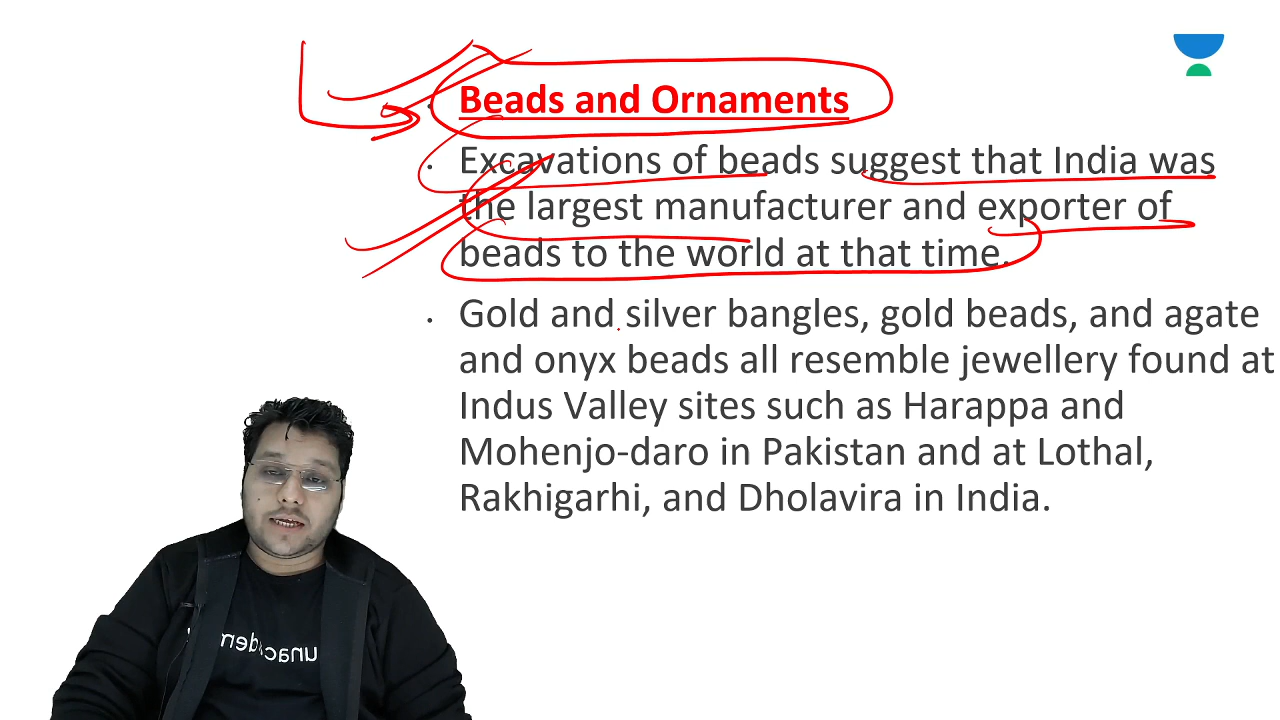 Beads and Ornaments
Excavations of beads suggest that India was
the largest manufacturer and exporter of
beads to the world at that time.
Gold and silver bangles, gold beads, and agate
and onyx beads all resemble jewellery found at
Indus Valley sites such as Harappa and
Mohenjo-daro in Pakistan and at Lothal,
Rakhigarhi, and Dholavira in India.
unacadem